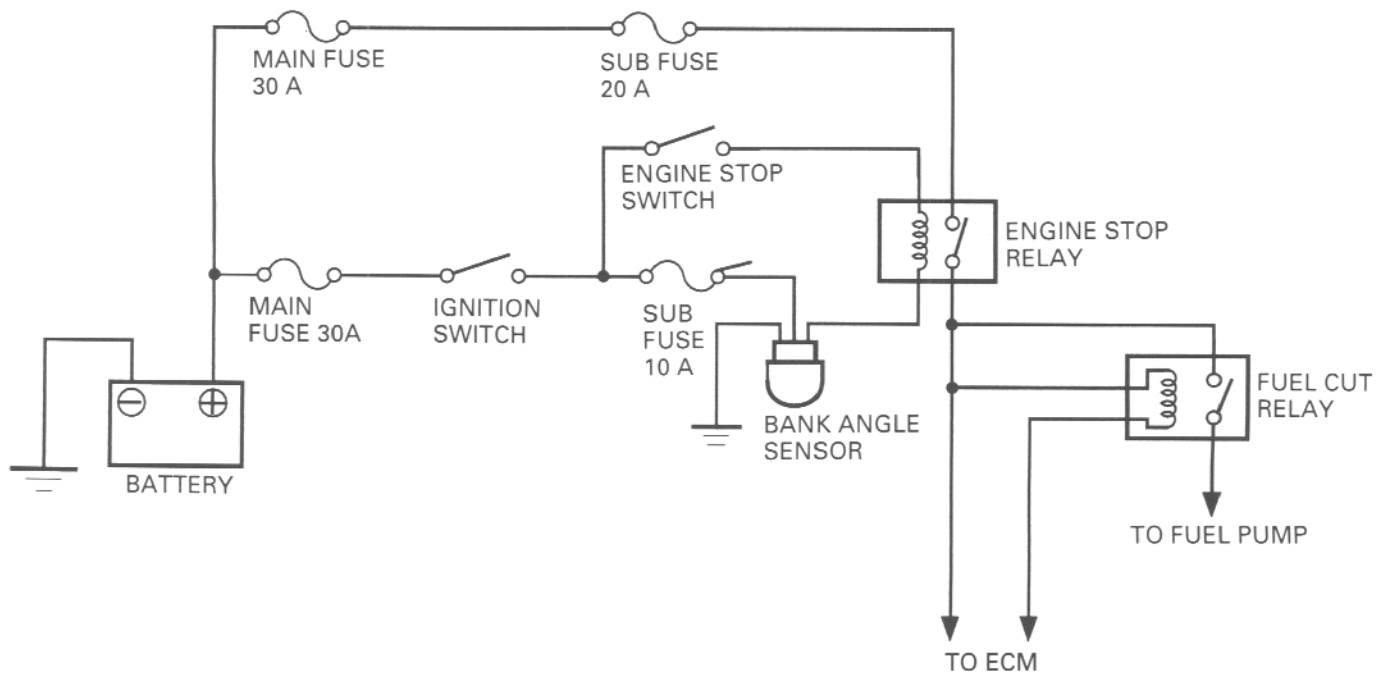 MAIN FUSE
30 A
SUB FUSE
20 A
ENGINE STOP
SWITCH
ENGINE STOP
RELAY
MAIN
FUSE 30A
IGNITION
SWITCH
SUB
FUSE
10 A
BANK ANGLE
SENSOR
FUEL CUT
RELAY
BATTERY
TO FUEL PUMP
TO ECM